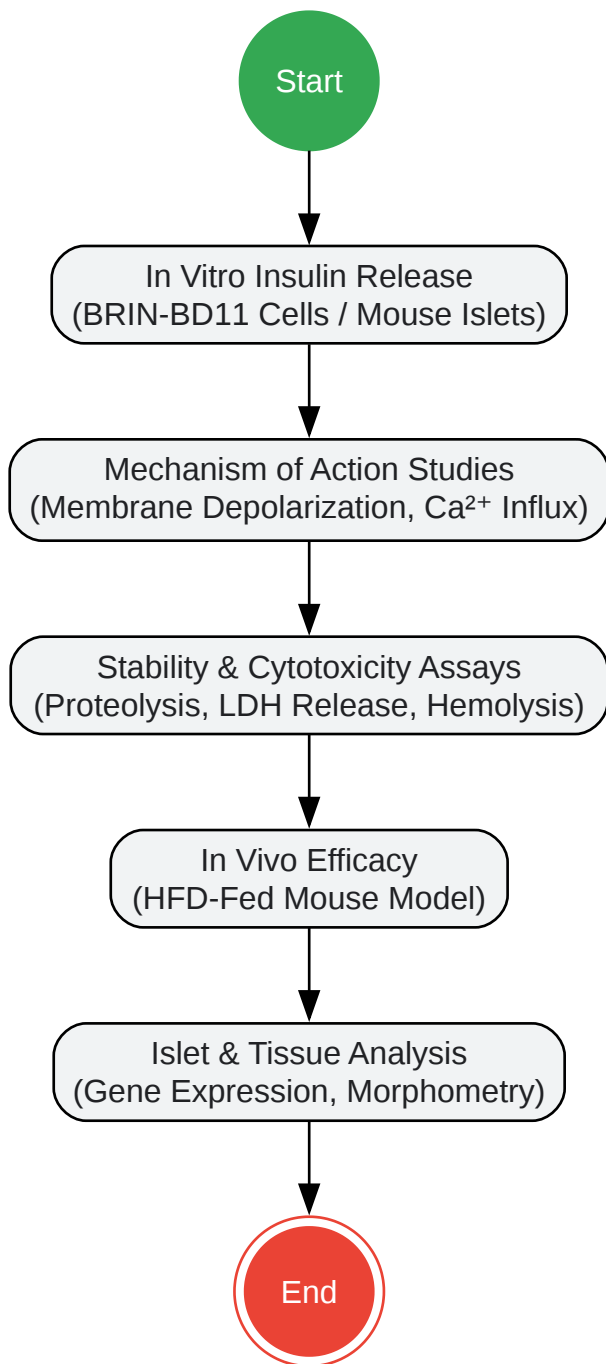 Start
In Vitro Insulin Release
(BRIN-BD11 Cells / Mouse Islets)
Mechanism of Action Studies
(Membrane Depolarization, Ca²⁺ Influx)
Stability & Cytotoxicity Assays
(Proteolysis, LDH Release, Hemolysis)
In Vivo Efficacy
(HFD-Fed Mouse Model)
Islet & Tissue Analysis
(Gene Expression, Morphometry)
End